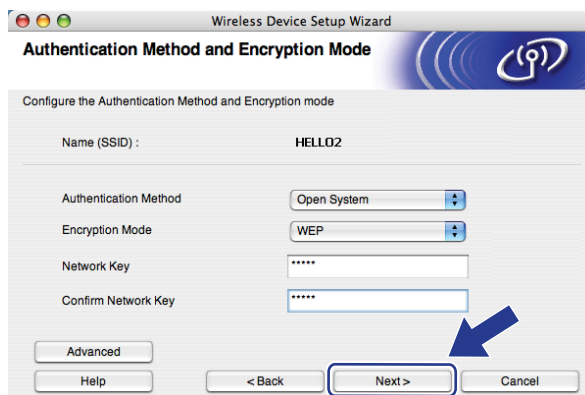 Wireless Device Setup Wizard
Authentication Method and Encryption Mode
Configure the Authentication Method and Encryption mode
Name (SSID) : HELLO2
Authentication Method Open System
Encryption Mode WEP
Network Key *****
Confirm Network Key *****
Advanced
Help < Back Next > Cancel